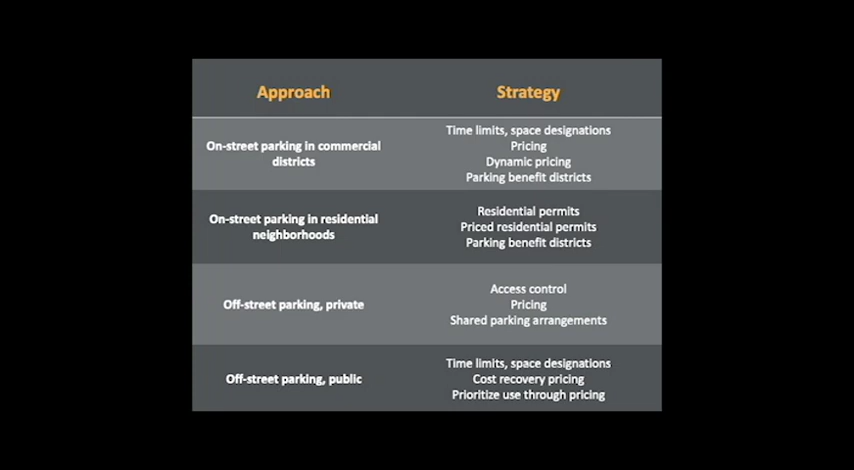 Approach
Strategy
On-street parking in commercial
districts
Time limits, space designations
Pricing
Dynamic pricing
Parking benefit districts
On-street parking in residential
neighborhoods
Residential permits
Priced residential permits
Parking benefit districts
Off-street parking, private
Access control
Pricing
Shared parking arrangements
Off-street parking, public
Time limits, space designations
Cost recovery pricing
Prioritize use through pricing